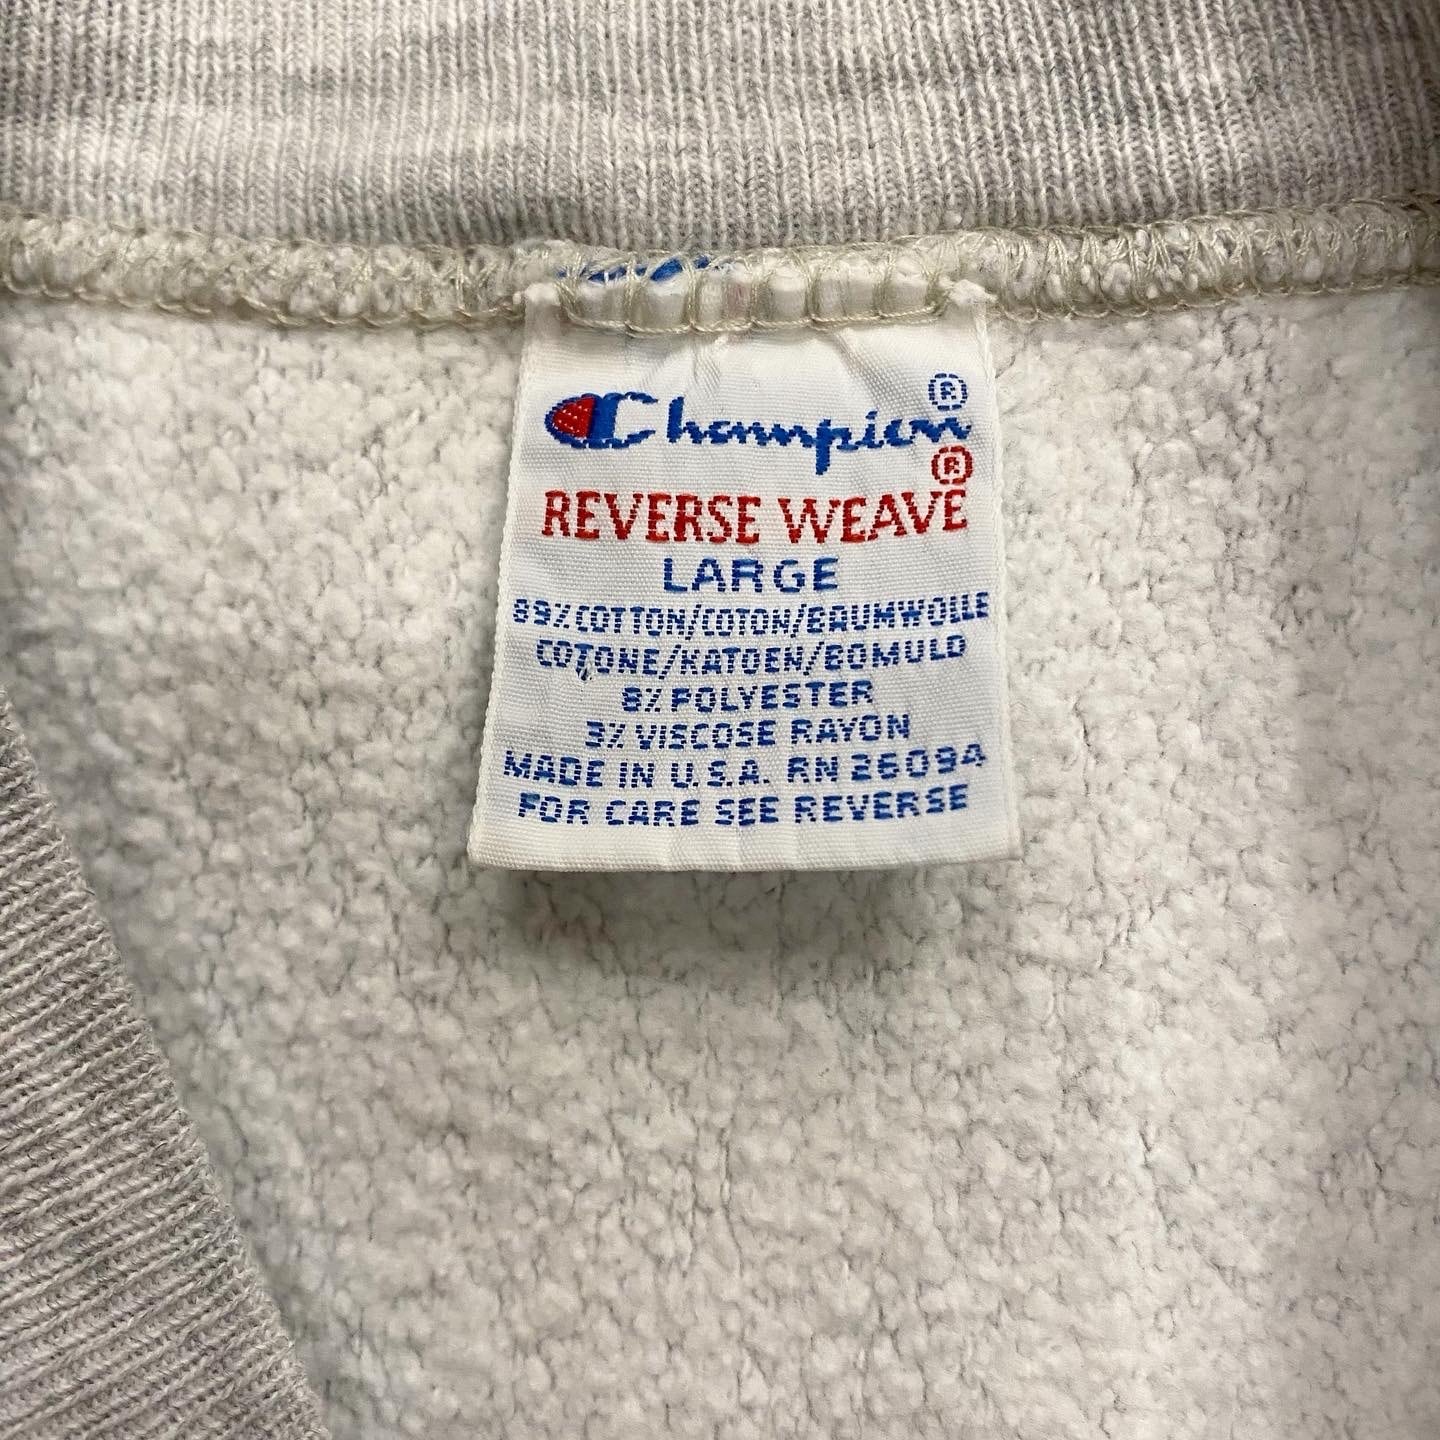 Champion®
REVERSE WEAVE®
LARGE
89% COTTON/COTON/BAUMWOLLE
COTONE/KATOEN/BOMULD
8% POLYESTER
3% VISCOSE RAYON
MADE IN U.S.A. RN 26094
FOR CARE SEE REVERSE